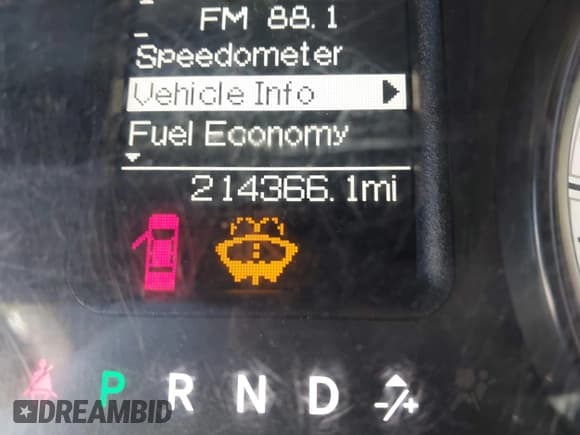 FM 88.1
Speedometer
Vehicle Info
Fuel Economy
214366.1mi
P R N D -/+
DREAMBID